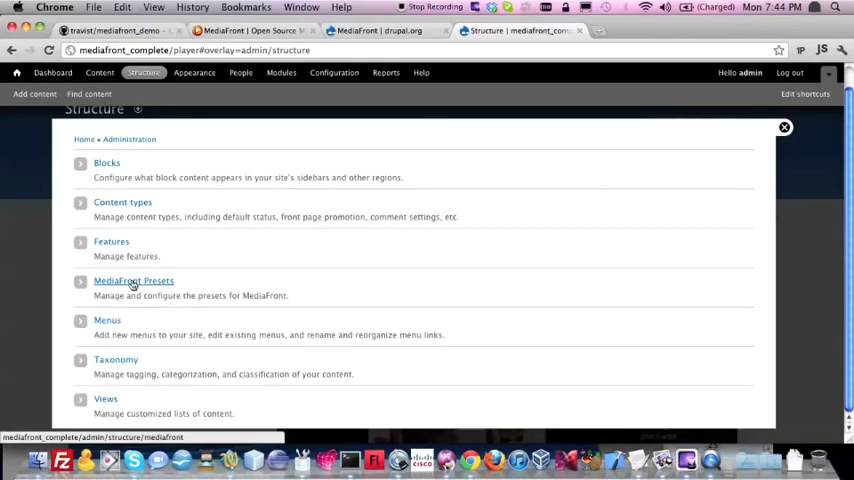 Chrome File Edit View History Bookmarks Window Help Stop Recording (Charged) Mon 7:44 PM
travist/mediafront_demo - MediaFront | Open Source M MediaFront | drupal.org Structure | mediafront_comp
mediafront_complete/player#overlay=admin/structure
Dashboard Content Structure Appearance People Modules Configuration Reports Help Hello admin Log out
Add content Find content Edit shortcuts
Structure
Home » Administration
Blocks
Configure what block content appears in your site's sidebars and other regions.
Content types
Manage content types, including default status, front page promotion, comment settings, etc.
Features
Manage features.
MediaFront Presets
Manage and configure the presets for MediaFront.
Menus
Add new menus to your site, edit existing menus, and rename and reorganize menu links.
Taxonomy
Manage tagging, categorization, and classification of your content.
Views
Manage customized lists of content.
mediafront_complete/admin/structure/mediafront
CISCO